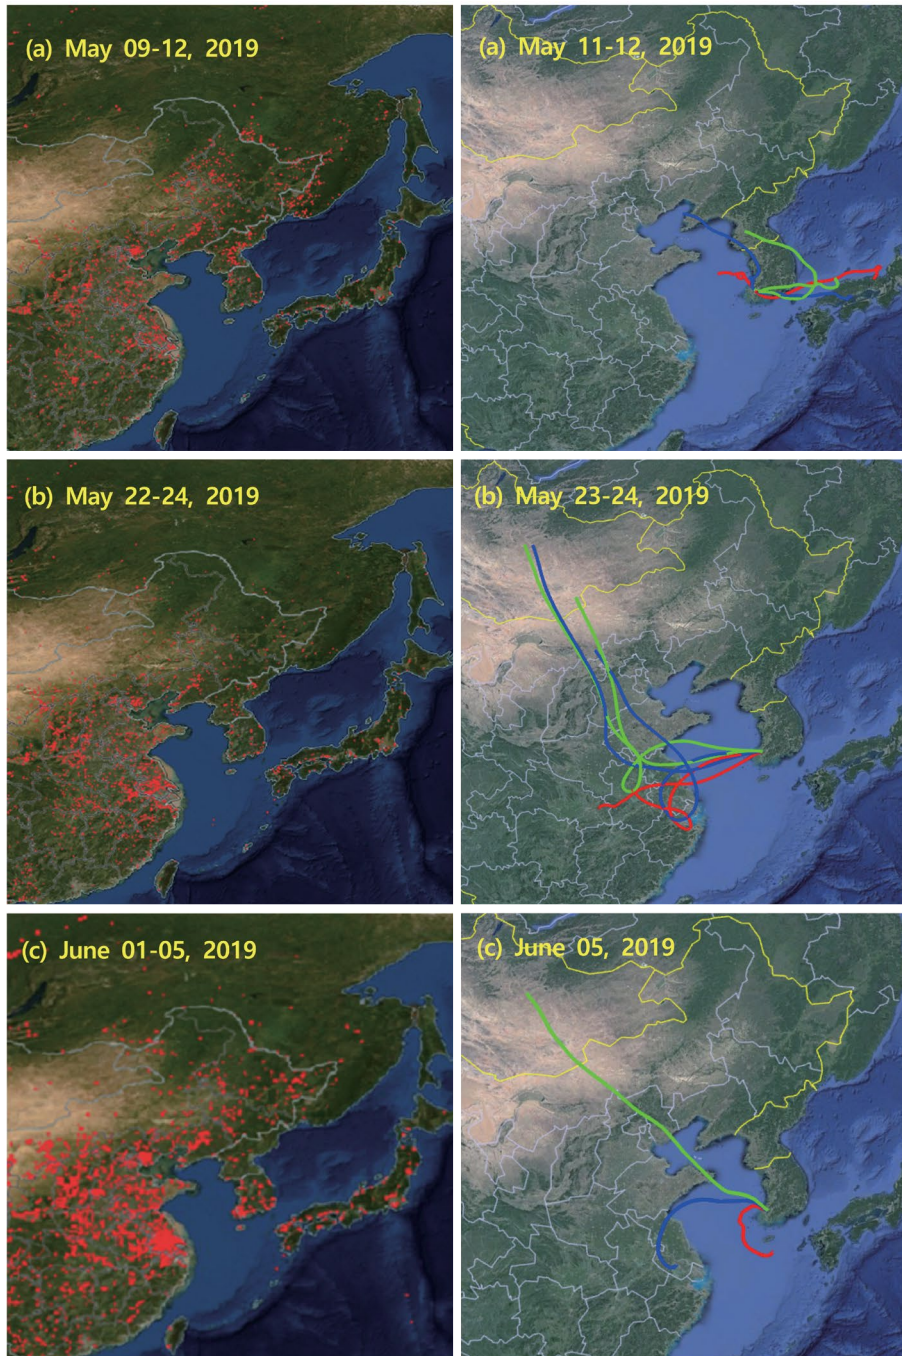 (a) May 09-12, 2019
(a) May 11-12, 2019
(b) May 22-24, 2019
(b) May 23-24, 2019
(c) June 01-05, 2019
(c) June 05, 2019